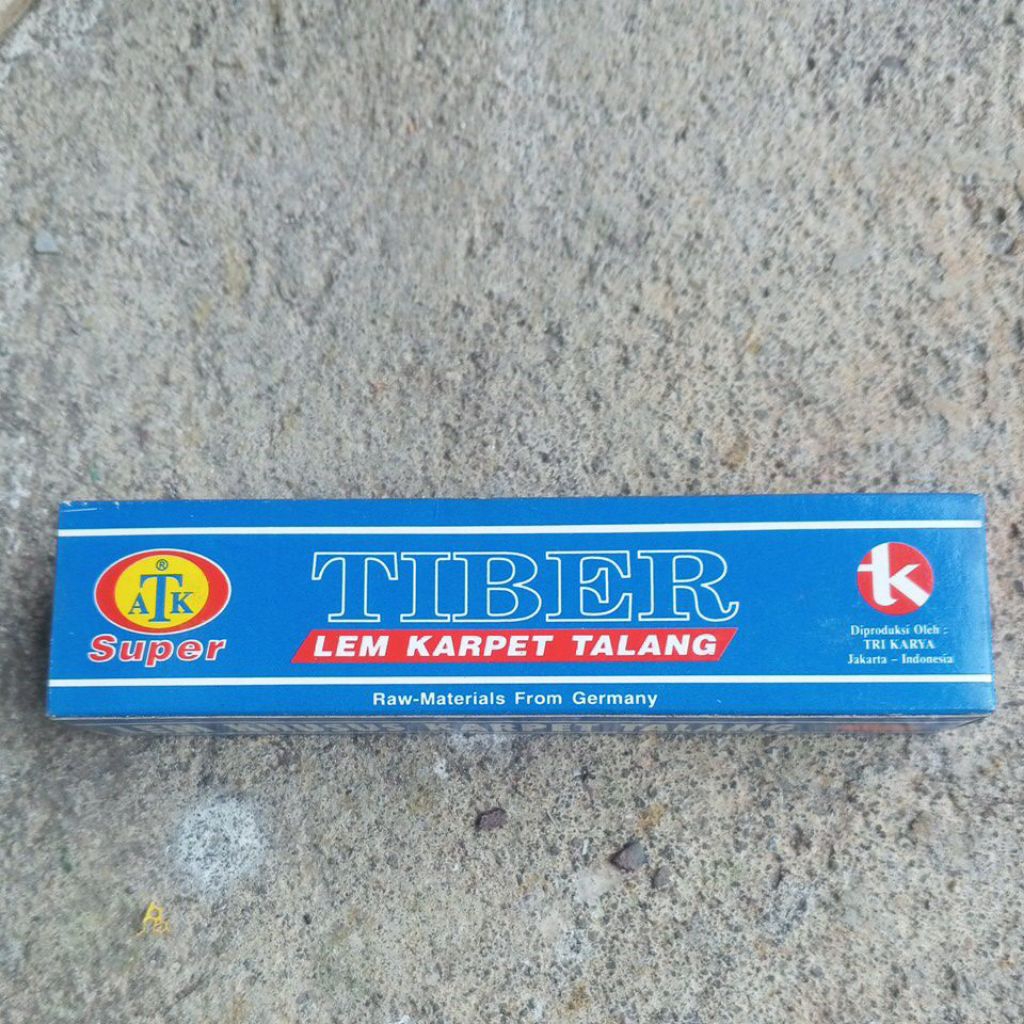 ATK ®
Super
TIBER
LEM KARPET TALANG
Raw-Materials From Germany
tk
Diproduksi Oleh :
TRI KARYA
Jakarta - Indonesia